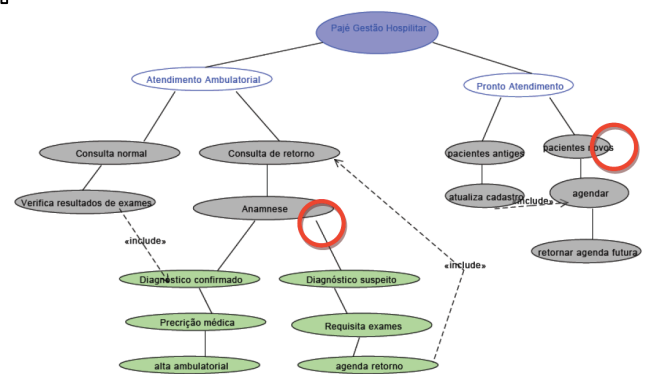 Pajé Gestão Hospilitar
Atendimento Ambulatorial
Pronto Atendimento
Consulta normal
Consulta de retorno
pacientes antiges
pacientes novos
Verifica resultados de exames
Anamnese
atualiza cadastro
«include»
agendar
«include»
retornar agenda futura
«include»
Diagnóstico confirmado
Diagnóstico suspeito
Precrição médica
Requisita exames
alta ambulatorial
agenda retorno